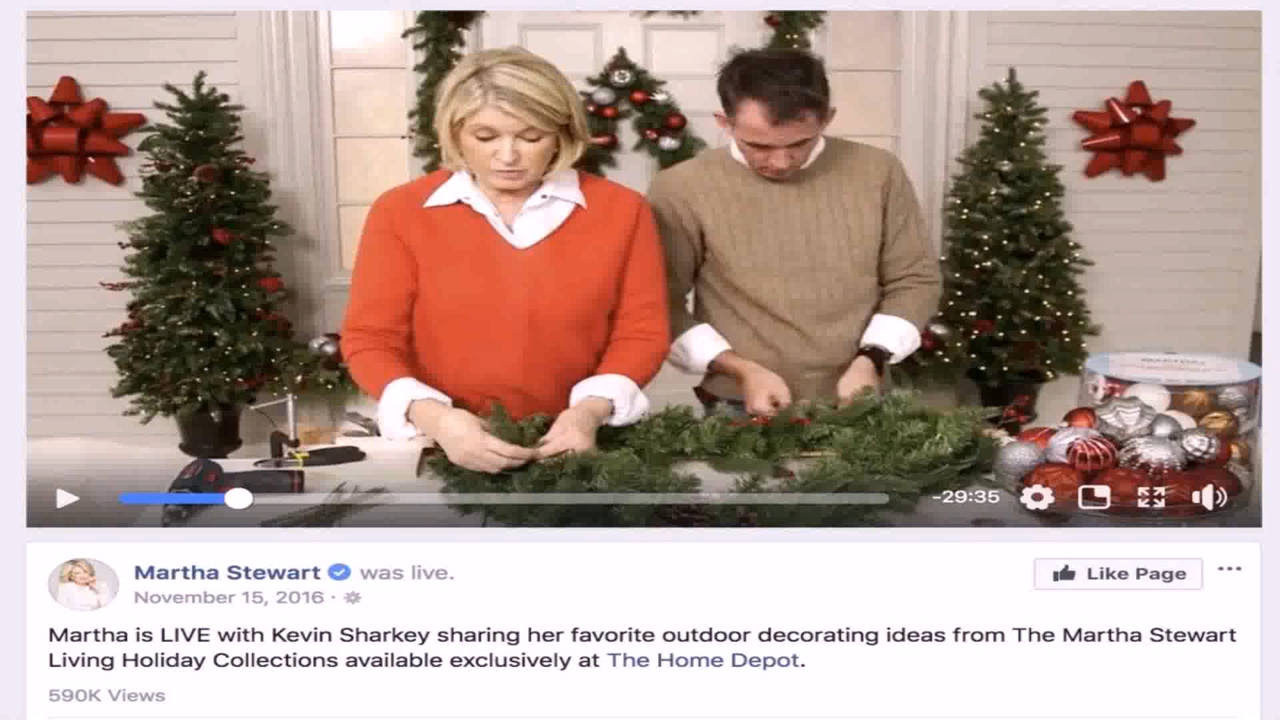 -29:35
Martha Stewart was live.
Like Page
November 15, 2016 ·
Martha is LIVE with Kevin Sharkey sharing her favorite outdoor decorating ideas from The Martha Stewart
Living Holiday Collections available exclusively at The Home Depot.
590K Views